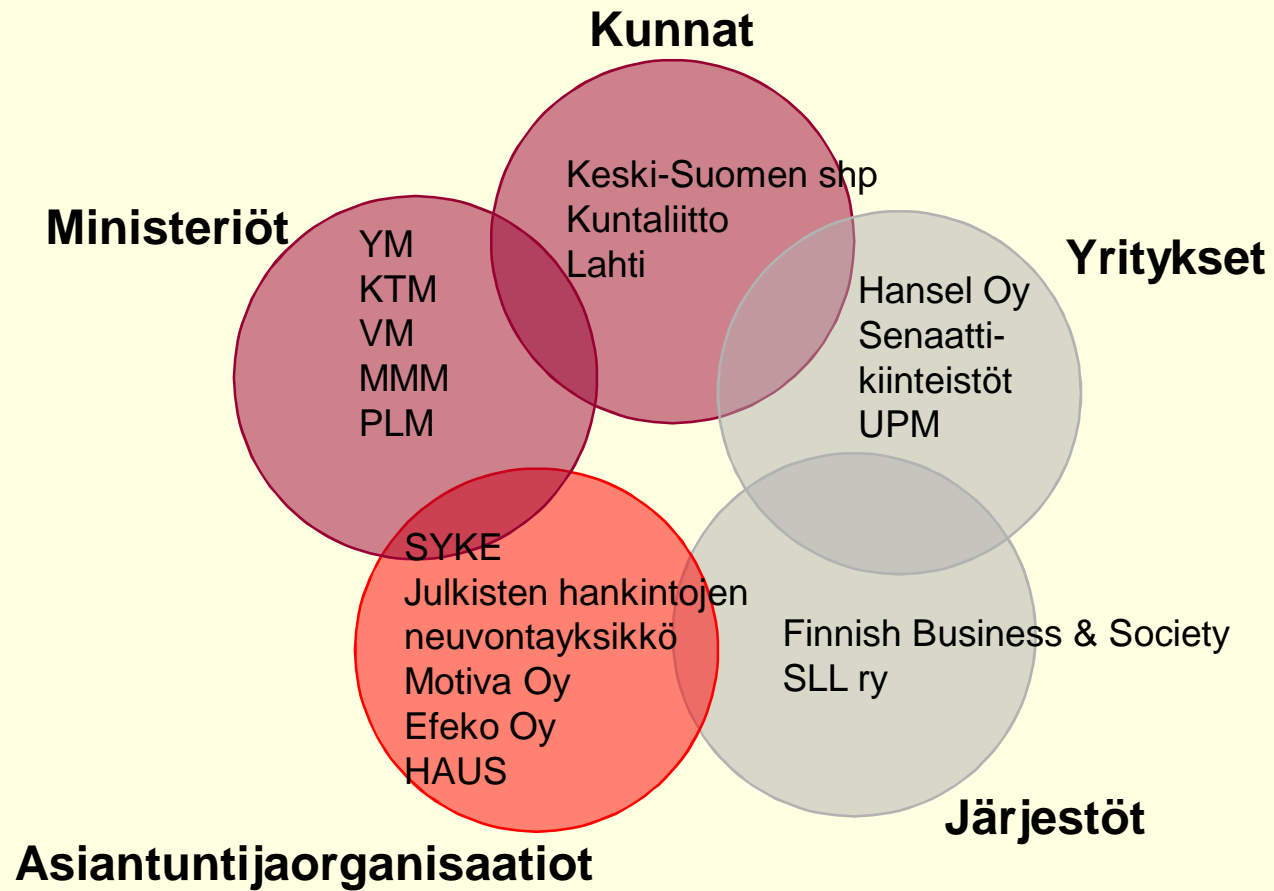 Kunnat
Keski-Suomen shp
Kuntaliitto
Lahti
Ministeriöt
YM
KTM
VM
MMM
PLM
Yritykset
Hansel Oy
Senaatti-
kiinteistöt
UPM
SYKE
Julkisten hankintojen
neuvontayksikkö
Motiva Oy
Efeko Oy
HAUS
Finnish Business & Society
SLL ry
Järjestöt
Asiantuntijaorganisaatiot